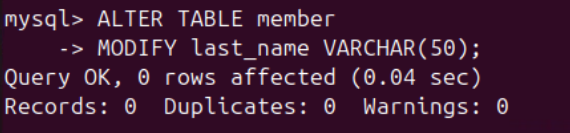 mysql> ALTER TABLE member
    -> MODIFY last_name VARCHAR(50);
Query OK, 0 rows affected (0.04 sec)
Records: 0  Duplicates: 0  Warnings: 0